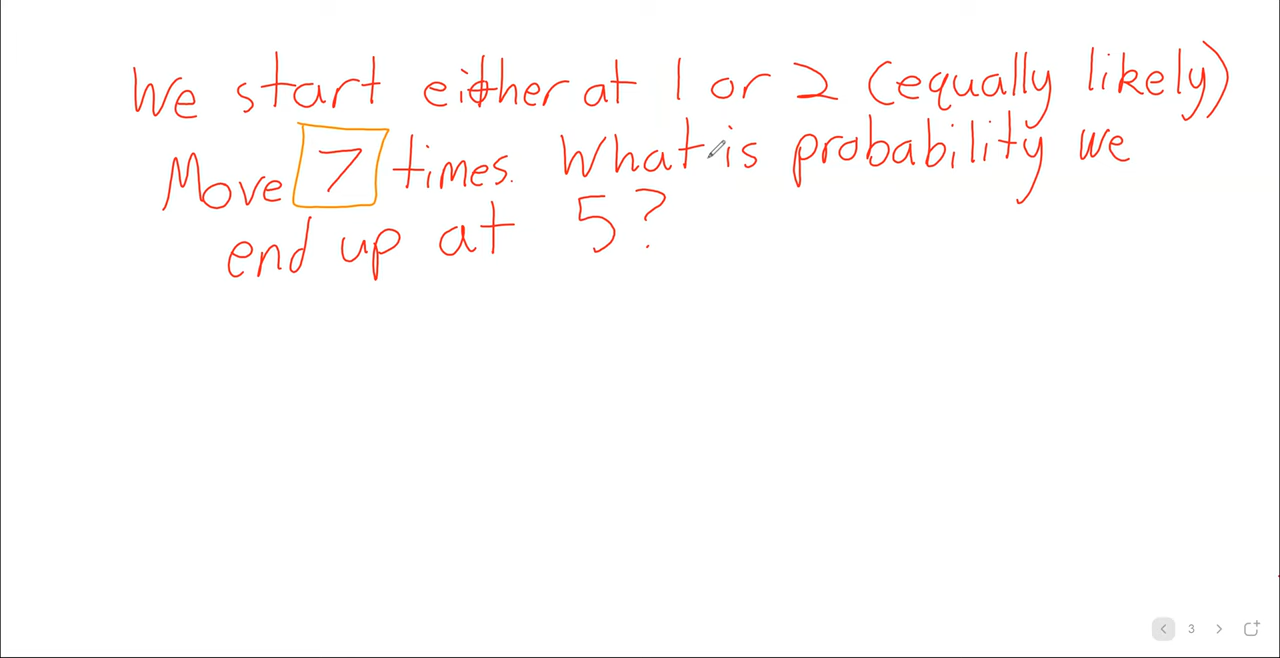 We start either at 1 or 2 (equally likely)
Move 7 times. What is probability we
end up at 5?
3